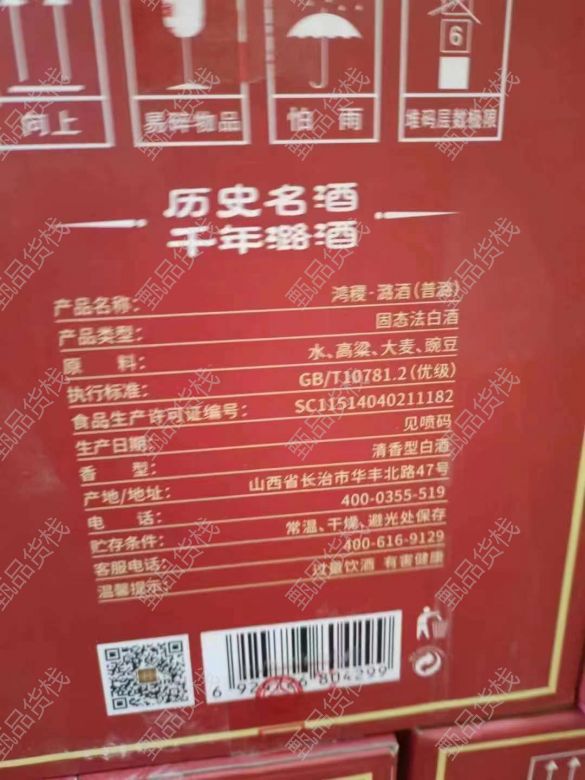 6
向上
易碎物品
怕 雨
堆码层数极限
历史名酒
千年潞酒
产品名称： 鸿稷·潞酒(普潞)
产品类型： 固态法白酒
原 料： 水、高粱、大麦、豌豆
执行标准： GB/T10781.2(优级)
食品生产许可证编号： SC11514040211182
生产日期： 见喷码
香 型： 清香型白酒
产地/地址： 山西省长治市华丰北路47号
电 话： 400-0355-519
贮存条件： 常温、干燥、避光处保存
客服电话： 400-616-9129
温馨提示： 过量饮酒 有害健康
6 804299
甄品货栈